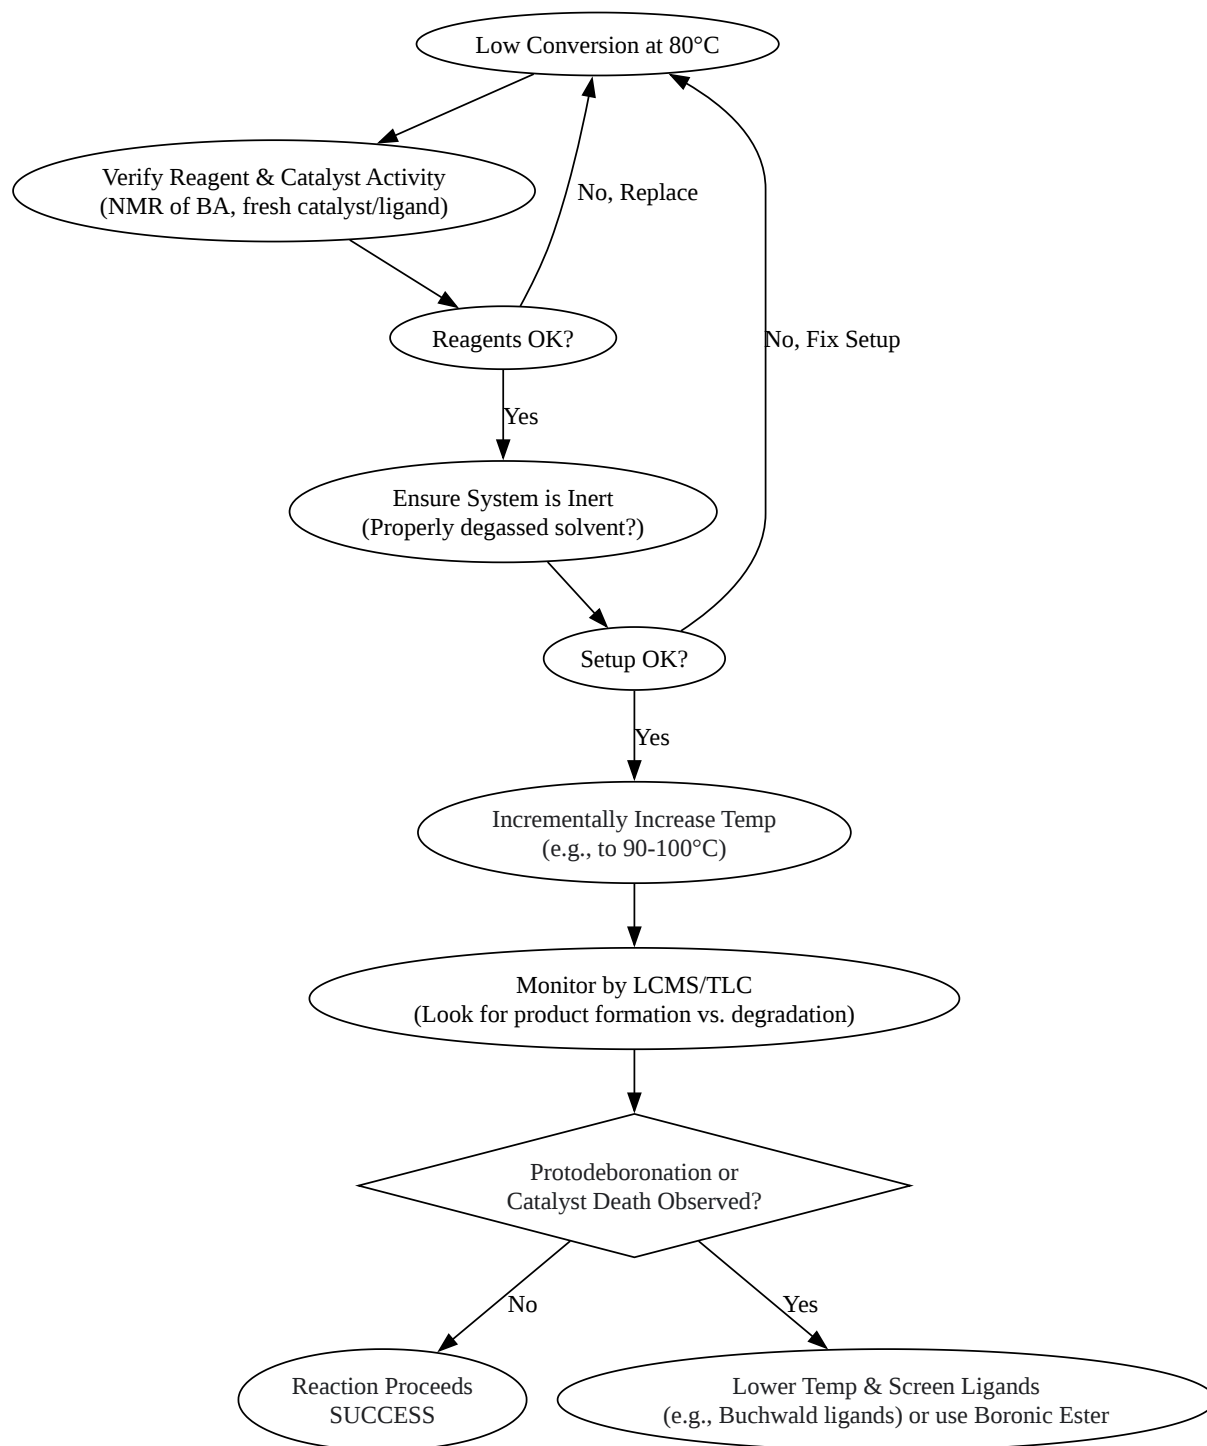 Low Conversion at 80°C
Verify Reagent & Catalyst Activity
(NMR of BA, fresh catalyst/ligand)
No, Replace
Reagents OK?
No, Fix Setup
Yes
Ensure System is Inert
(Properly degassed solvent?)
Setup OK?
Yes
Incrementally Increase Temp
(e.g., to 90-100°C)
Monitor by LCMS/TLC
(Look for product formation vs. degradation)
Protodeboronation or
Catalyst Death Observed?
No
Yes
Reaction Proceeds
SUCCESS
Lower Temp & Screen Ligands
(e.g., Buchwald ligands) or use Boronic Ester